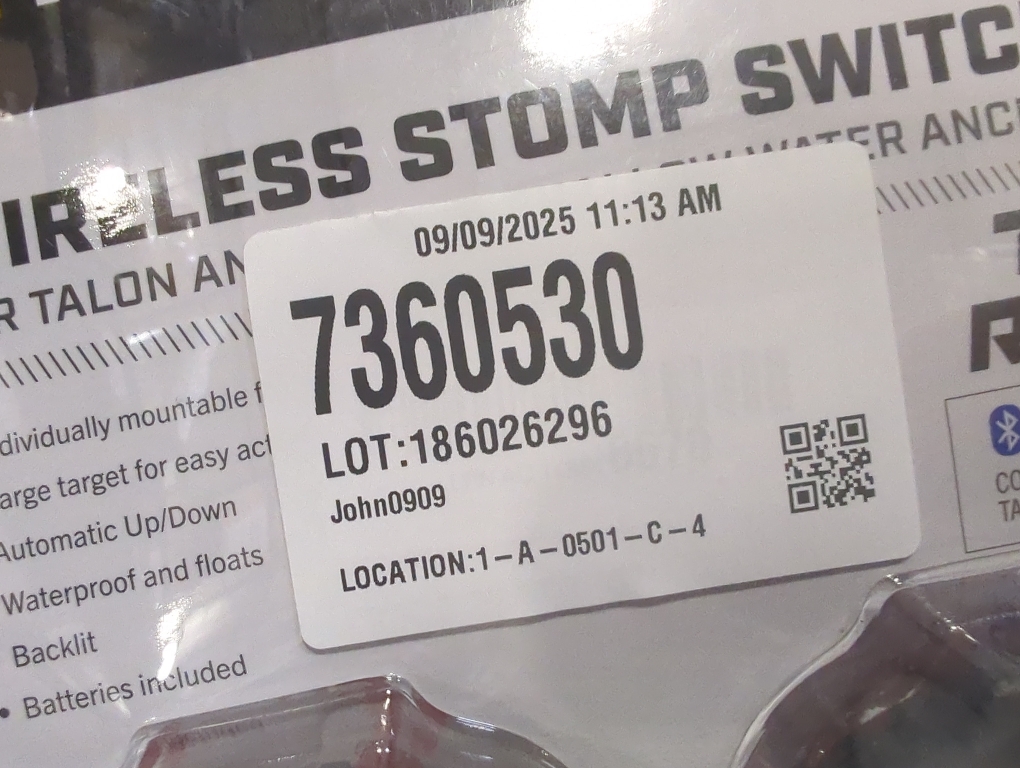 IRELESS STOMP SWITC
R TALON AN
WATER ANC
09/09/2025 11:13 AM
7360530
LOT:186026296
John0909
LOCATION:1-A-0501-C-4
dividually mountable f
arge target for easy act
Automatic Up/Down
Waterproof and floats
Backlit
• Batteries included
CO
TA